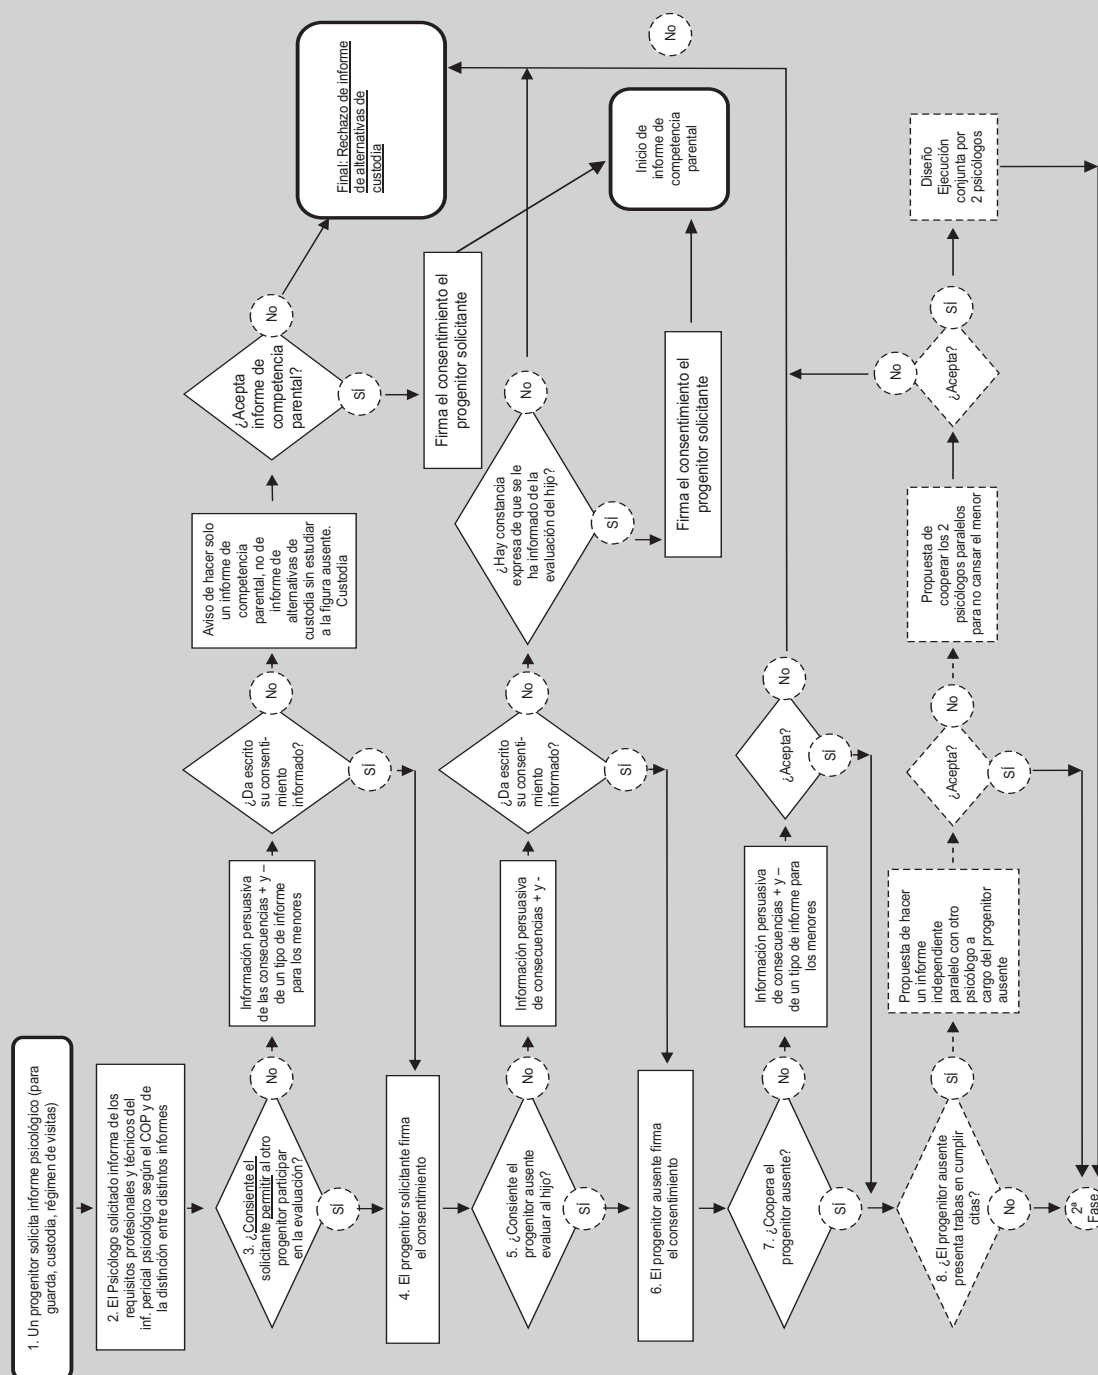 1. Un progenitor solicita informe psicológico (para
guarda, custodia, régimen de visitas)
2. El Psicólogo solicitado informa de los
requisitos profesionales y técnicos del
inf. pericial psicológico según el COP y de
la distinción entre distintos informes
3. ¿Consiente el
solicitante permitir al otro
progenitor participar
en la evaluación?
No
SÍ
Información persuasiva
de las consecuencias + y –
de un tipo de informe
para los menores
¿Da escrito
su consenti-
miento
informado?
No
SÍ
Aviso de hacer solo
un informe de
competencia
parental, no de
informe de
alternativas de
custodia sin estudiar
a la figura ausente.
Custodia
¿Acepta
informe de
competencia
parental?
No
SÍ
Final: Rechazo de informe
de alternativas de
custodia
Firma el consentimiento el
progenitor solicitante
4. El progenitor solicitante firma
el consentimiento
5. ¿Consiente el
progenitor ausente
evaluar al hijo?
No
SÍ
Información persuasiva
de consecuencias + y -
¿Da escrito
su consenti-
miento
informado?
No
SÍ
¿Hay constancia
expresa de que se le
ha informado de la
evaluación del hijo?
No
SÍ
Firma el consentimiento el
progenitor solicitante
Inicio de
informe de
competencia
parental
No
6. El progenitor ausente firma
el consentimiento
7. ¿Coopera el
progenitor ausente?
No
SÍ
Información persuasiva
de consecuencias + y –
de un tipo de informe para
los menores
¿Acepta?
No
SÍ
8. ¿El progenitor ausente
presenta trabas en cumplir
citas?
SÍ
No
Propuesta de hacer
un informe
independiente
paralelo con otro
psicólogo a
cargo del progenitor
ausente
¿Acepta?
No
SÍ
Propuesta de
cooperar los 2
psicólogos paralelos
para no cansar el menor
¿Acepta?
No
SÍ
Diseño
Ejecución
conjunta por
2 psicólogos
2ª
Fase